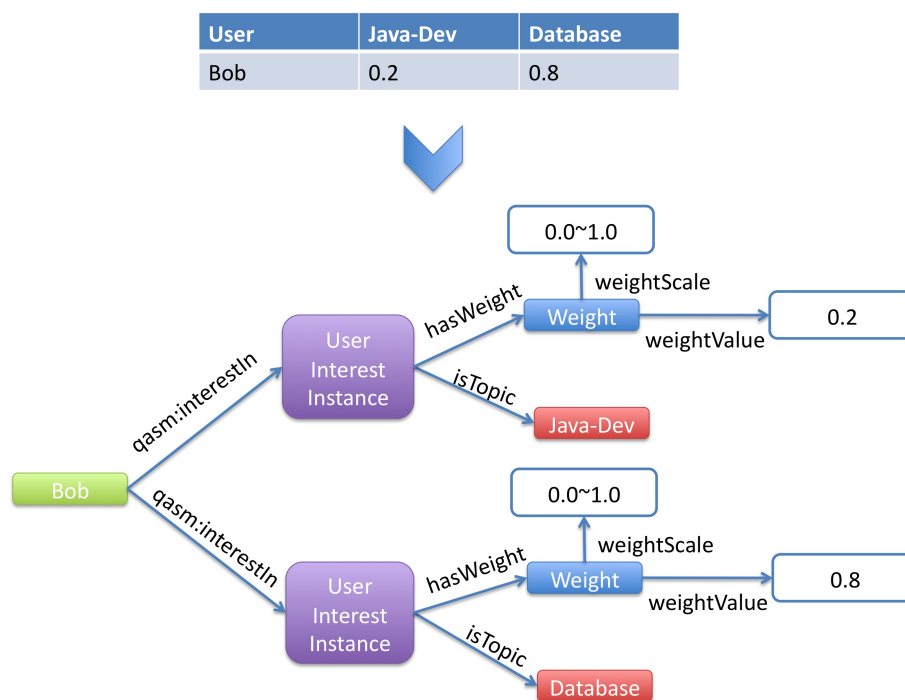 User Java-Dev Database
Bob 0.2 0.8
0.0~1.0
weightScale
hasWeight
Weight
0.2
weightValue
User
Interest
Instance
isTopic
Java-Dev
qasm:interestIn
Bob
qasm:interestIn
0.0~1.0
weightScale
hasWeight
Weight
0.8
weightValue
User
Interest
Instance
isTopic
Database